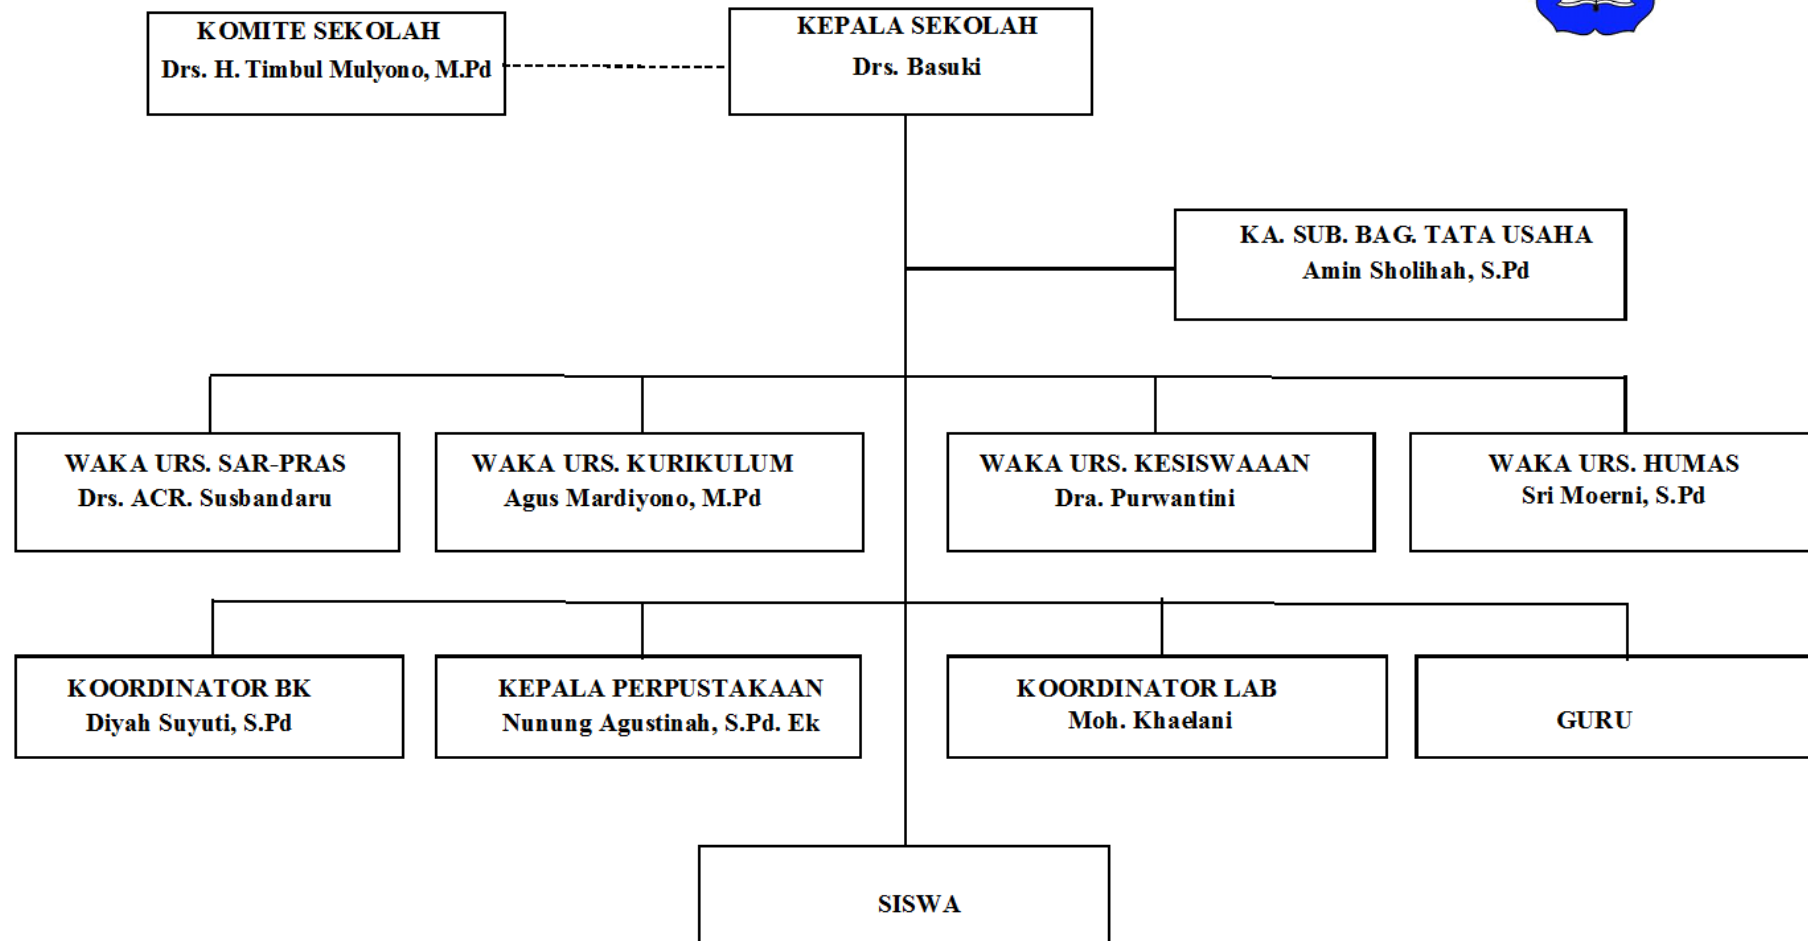 KOMITE SEKOLAH
Drs. H. Timbul Mulyono, M.Pd
KEPALA SEKOLAH
Drs. Basuki
KA. SUB. BAG. TATA USAHA
Amin Sholihah, S.Pd
WAKA URS. SAR-PRAS
Drs. ACR. Susbandaru
WAKA URS. KURIKULUM
Agus Mardiyono, M.Pd
WAKA URS. KESISWAAAN
Dra. Purwantini
WAKA URS. HUMAS
Sri Moerni, S.Pd
KOORDINATOR BK
Diyah Suyuti, S.Pd
KEPALA PERPUSTAKAAN
Nunung Agustinah, S.Pd. Ek
KOORDINATOR LAB
Moh. Khaelani
GURU
SISWA